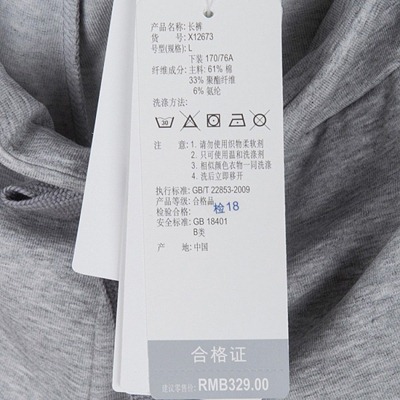 产品名称: 长裤
货 号: X12673
号型(规格): L
下装 170/76A
纤维成分: 主料: 61% 棉
33% 聚酯纤维
6% 氨纶
洗涤方法:
30
注 意: 1. 请勿使用织物柔软剂
2. 只可使用温和洗涤剂
3. 相似颜色衣物一同洗涤
4. 洗后立即移开
执行标准: GB/T 22853-2009
产品等级: 合格品
检验合格: 检18
安全标准: GB 18401
B类
产 地: 中国
合格证
建议零售价: RMB329.00